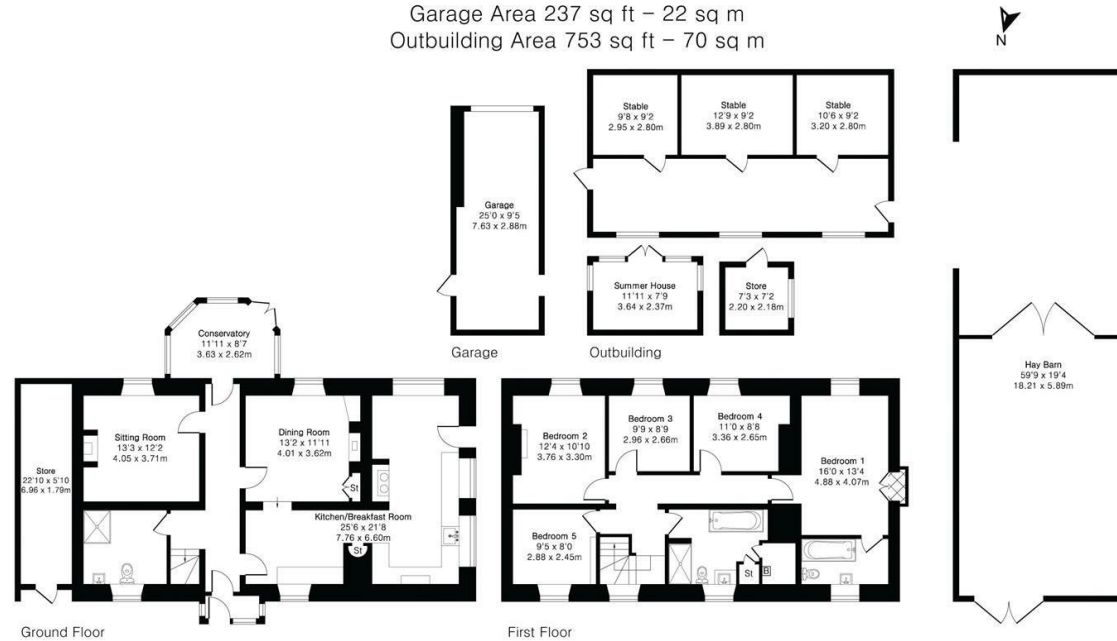 Garage Area 237 sq ft – 22 sq m
Outbuilding Area 753 sq ft – 70 sq m
N
Stable
9'8 x 9'2
2.95 x 2.80m
Stable
12'9 x 9'2
3.89 x 2.80m
Stable
10'6 x 9'2
3.20 x 2.80m
Garage
25'0 x 9'5
7.63 x 2.88m
Summer House
11'11 x 7'9
3.64 x 2.37m
Store
7'3 x 7'2
2.20 x 2.18m
Garage
Outbuilding
Conservatory
11'11 x 8'7
3.63 x 2.62m
Hay Barn
59'9 x 19'4
18.21 x 5.89m
Store
22'10 x 5'10
6.96 x 1.79m
Sitting Room
13'3 x 12'2
4.05 x 3.71m
Dining Room
13'2 x 11'11
4.01 x 3.62m
St
Kitchen/Breakfast Room
25'6 x 21'8
7.76 x 6.60m
St
Bedroom 2
12'4 x 10'10
3.76 x 3.30m
Bedroom 3
9'9 x 8'9
2.96 x 2.66m
Bedroom 4
11'0 x 8'8
3.36 x 2.65m
Bedroom 1
16'0 x 13'4
4.88 x 4.07m
Bedroom 5
9'5 x 8'0
2.88 x 2.45m
St
B
Ground Floor
First Floor